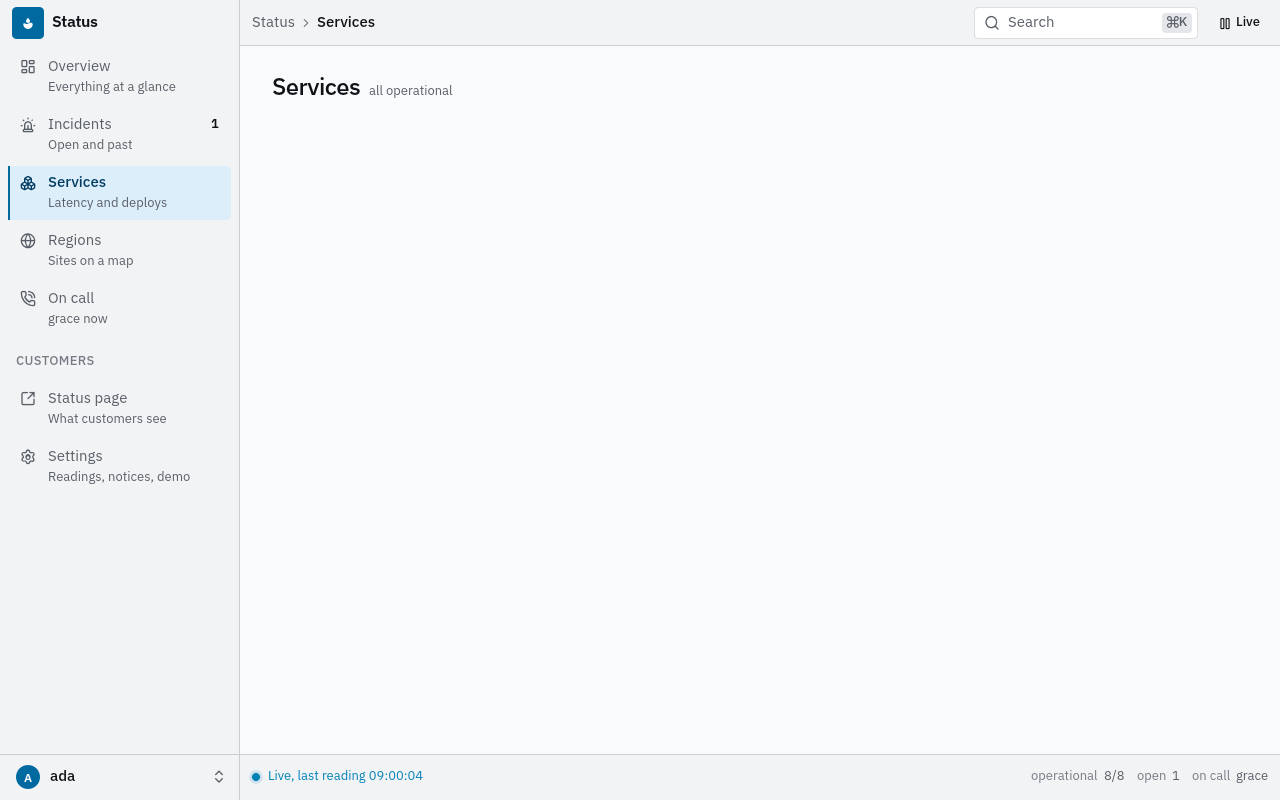 Status
Overview
Everything at a glance
Incidents 1
Open and past
Services
Latency and deploys
Regions
Sites on a map
On call
grace now
CUSTOMERS
Status page
What customers see
Settings
Readings, notices, demo
A ada
Status > Services
Search ⌘K
Live
Services all operational
Live, last reading 09:00:04
operational 8/8 open 1 on call grace